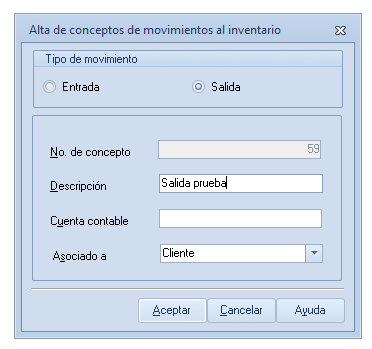 Alta de conceptos de movimientos al inventario
Tipo de movimiento
Entrada Salida
No. de concepto 59
Descripción Salida prueba
Cuenta contable
Asociado a Cliente
Aceptar Cancelar Ayuda